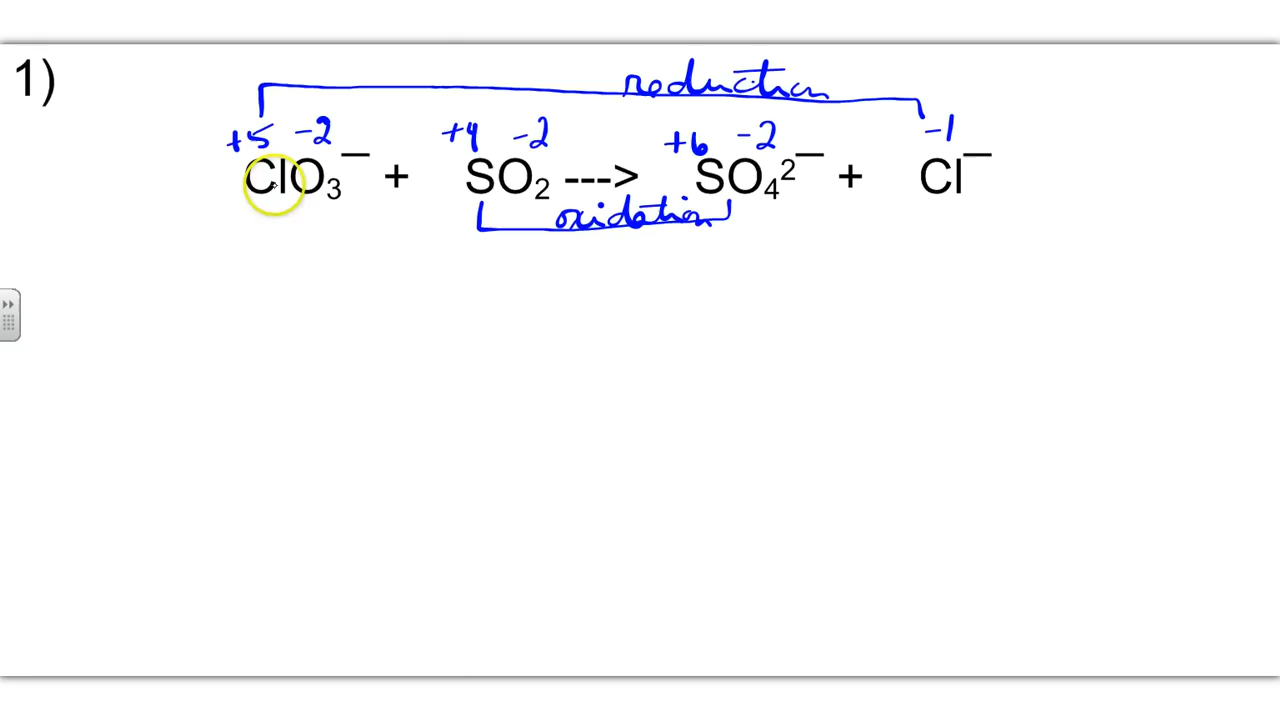 1)
reduction
+5 -2 +4 -2 +6 -2 -1
ClO₃⁻ + SO₂ ---> SO₄²⁻ + Cl⁻
oxidation